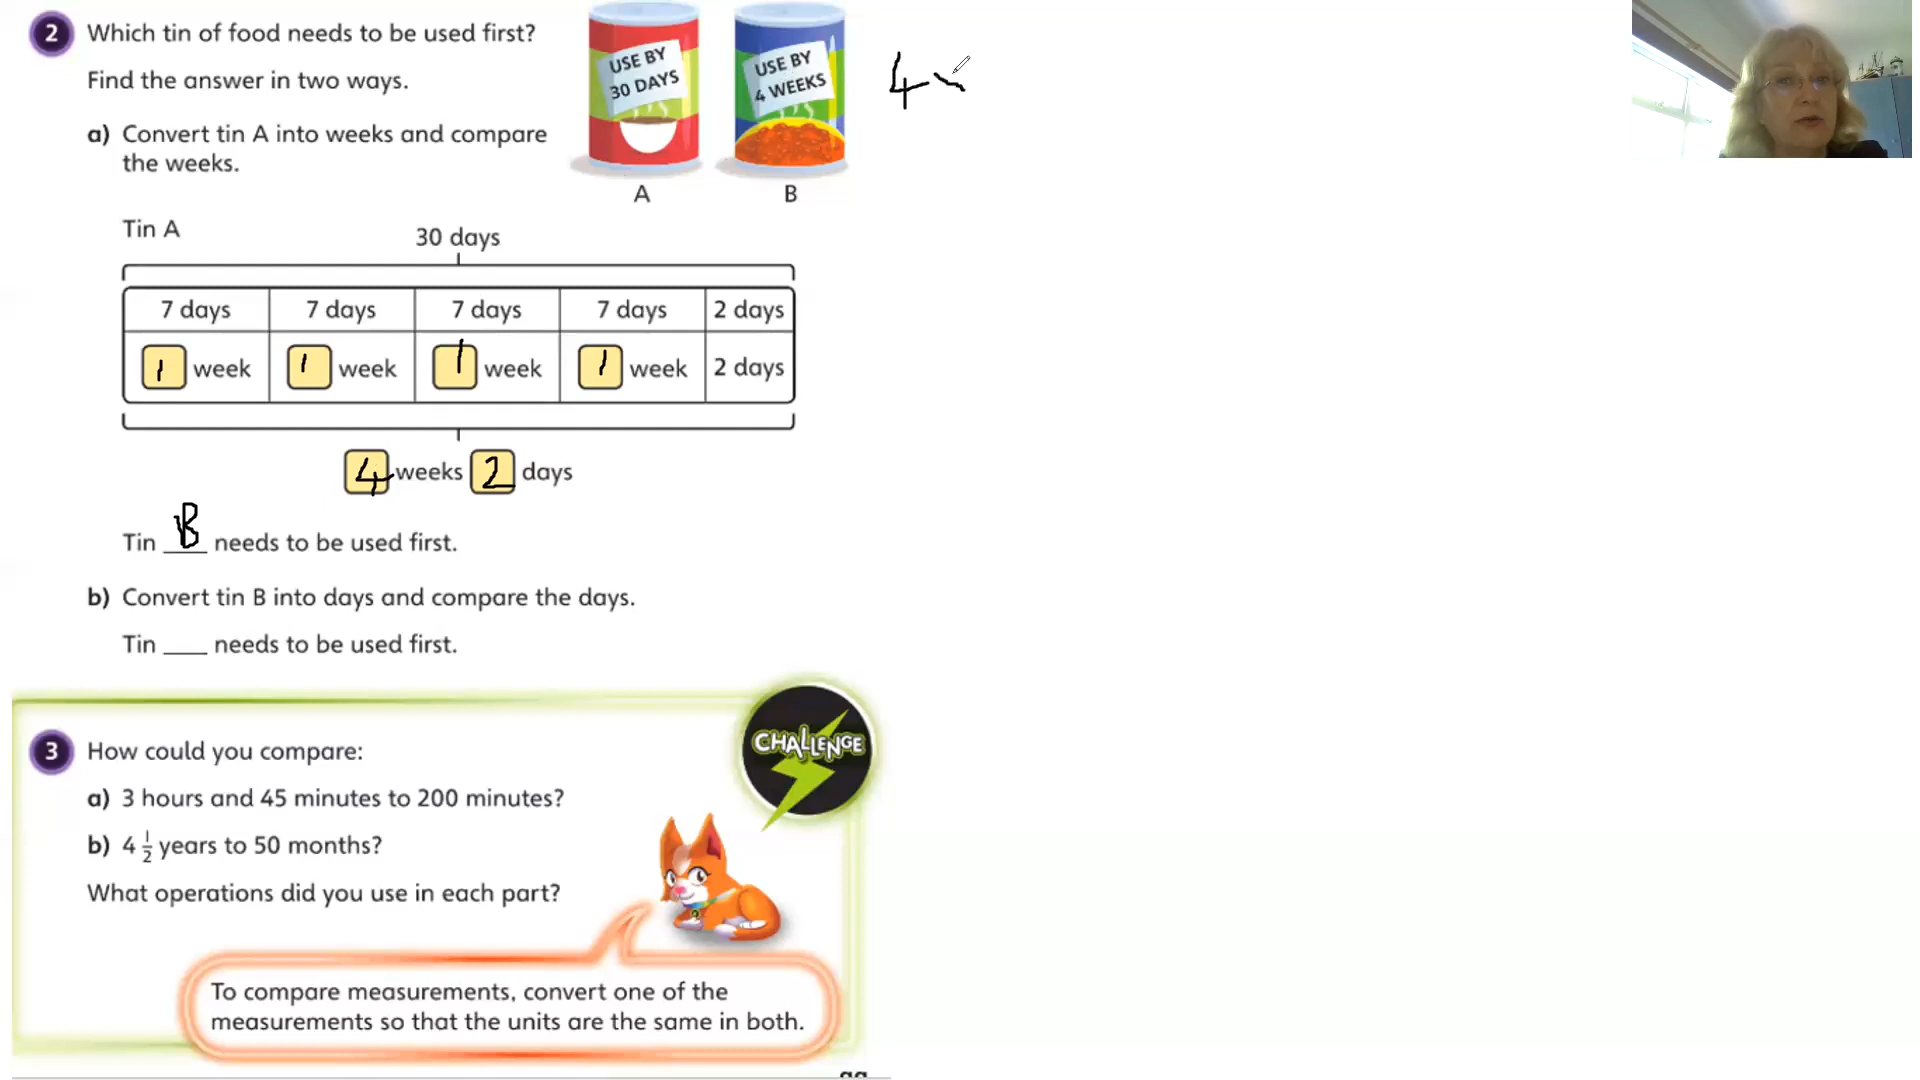 2 Which tin of food needs to be used first?
Find the answer in two ways.
a) Convert tin A into weeks and compare
the weeks.
USE BY
30 DAYS
USE BY
4 WEEKS
A B
4×
Tin A
30 days
7 days 7 days 7 days 7 days 2 days
1 week 1 week 1 week 1 week 2 days
4 weeks 2 days
Tin B needs to be used first.
b) Convert tin B into days and compare the days.
Tin ___ needs to be used first.
CHALLENGE
3 How could you compare:
a) 3 hours and 45 minutes to 200 minutes?
b) 4 1/2 years to 50 months?
What operations did you use in each part?
To compare measurements, convert one of the
measurements so that the units are the same in both.